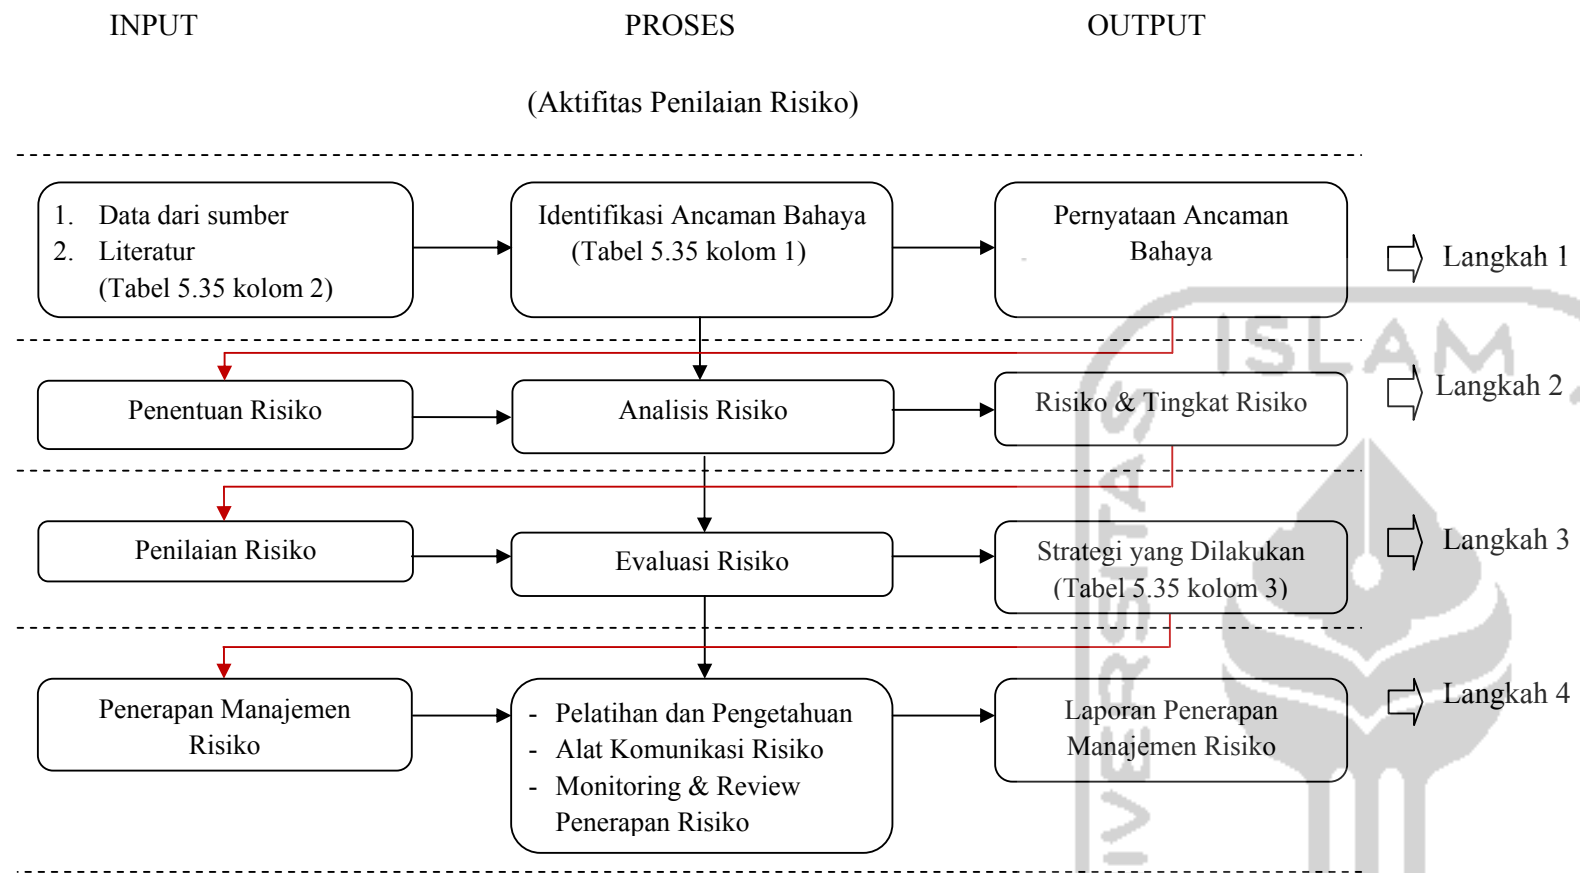 INPUT
PROSES
OUTPUT
(Aktifitas Penilaian Risiko)
1. Data dari sumber
2. Literatur
(Tabel 5.35 kolom 2)
Identifikasi Ancaman Bahaya
(Tabel 5.35 kolom 1)
Pernyataan Ancaman
Bahaya
Langkah 1
Penentuan Risiko
Analisis Risiko
Risiko & Tingkat Risiko
Langkah 2
Penilaian Risiko
Evaluasi Risiko
Strategi yang Dilakukan
(Tabel 5.35 kolom 3)
Langkah 3
Penerapan Manajemen
Risiko
- Pelatihan dan Pengetahuan
- Alat Komunikasi Risiko
- Monitoring & Review
Penerapan Risiko
Laporan Penerapan
Manajemen Risiko
Langkah 4
ISLAM
IVERSITAS